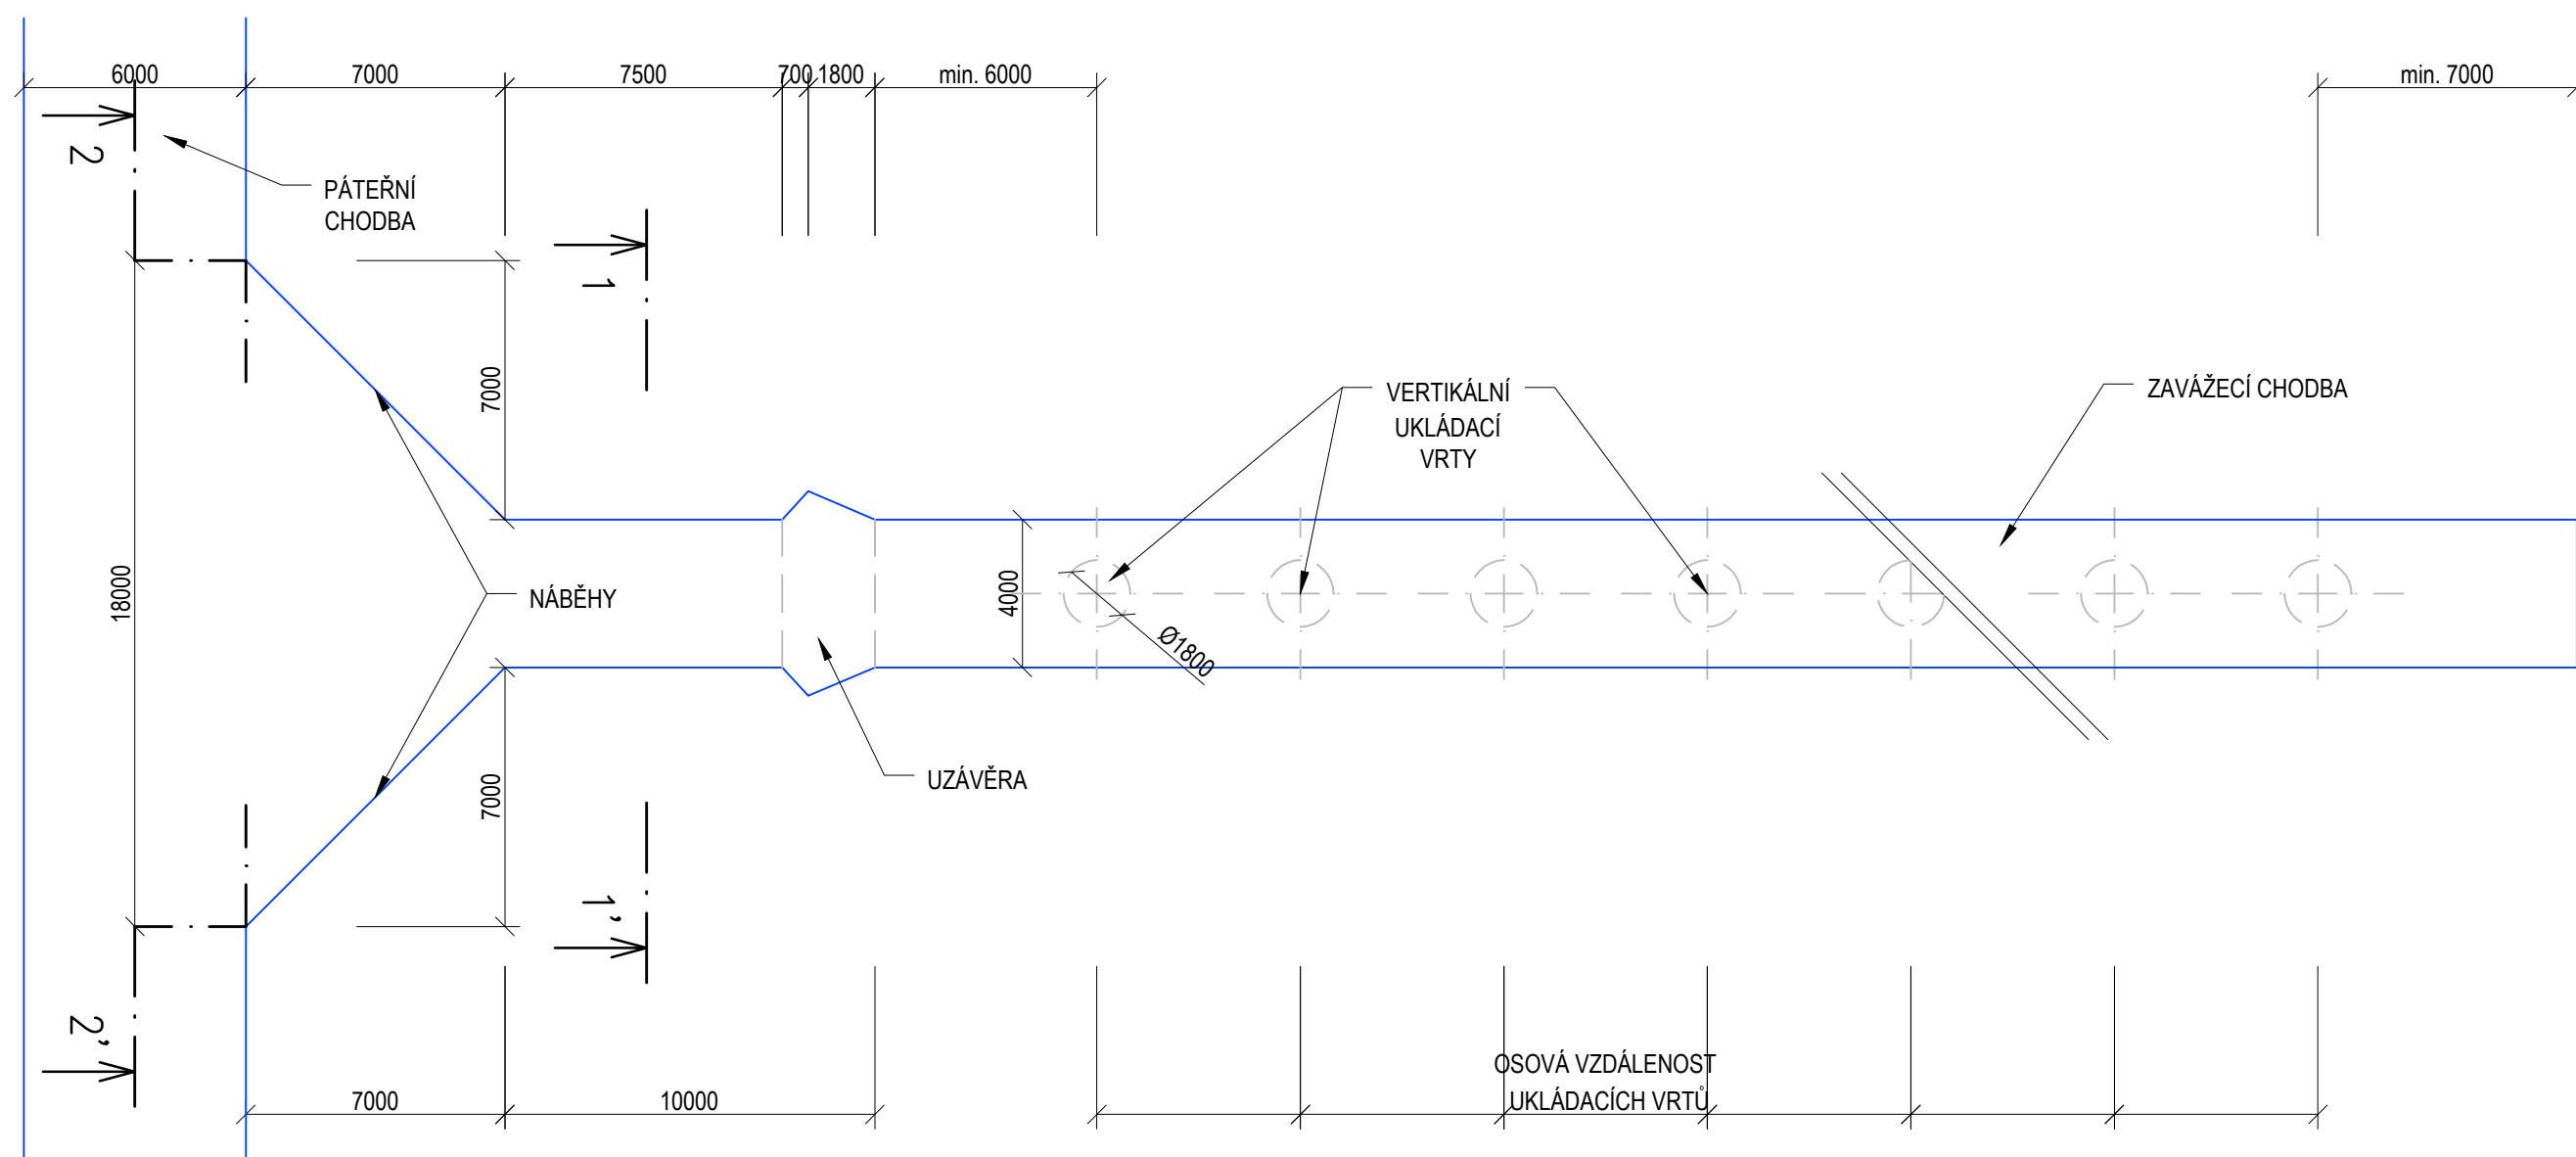 6000
7000
7500
700
1800
min. 6000
min. 7000
2
PÁTEŘNÍ
CHODBA
1
7000
VERTIKÁLNÍ
UKLÁDACÍ
VRTY
ZAVÁŽECÍ CHODBA
18000
NÁBĚHY
4000
Ø1800
UZÁVĚRA
7000
1'
2'
OSOVÁ VZDÁLENOST
UKLÁDACÍCH VRTŮ
7000
10000